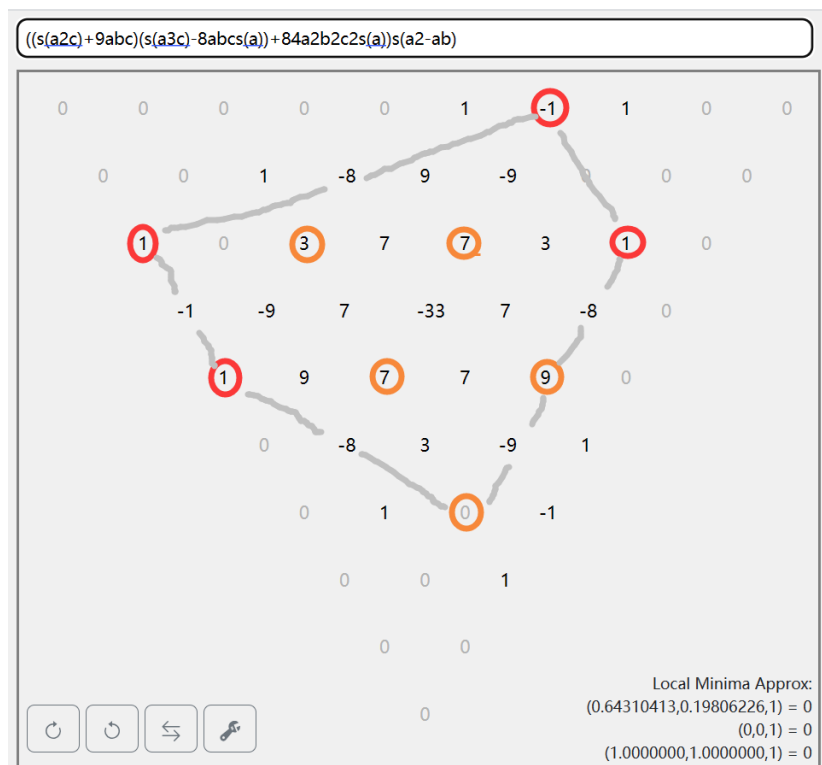 ((s(a2c)+9abc)(s(a3c)-8abcs(a))+84a2b2c2s(a))s(a2-ab)
0 0 0 0 0 1 -1 1 0 0
0 0 1 -8 9 -9 0 0 0
1 0 3 7 7 3 1 0
-1 -9 7 -33 7 -8 0
1 9 7 7 9 0
0 -8 3 -9 1
0 1 0 -1
0 0 1
0 0
0
Local Minima Approx:
(0.64310413,0.19806226,1) = 0
(0,0,1) = 0
(1.0000000,1.0000000,1) = 0